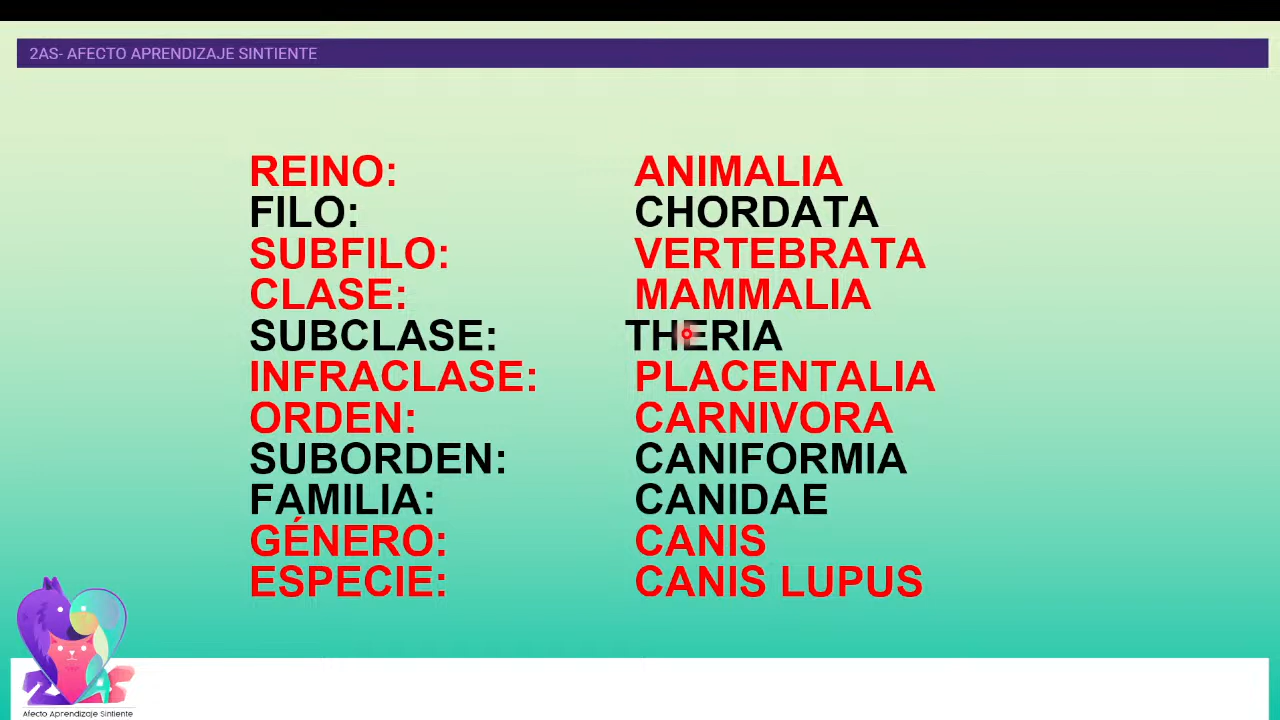 2AS- AFECTO APRENDIZAJE SINTIENTE
REINO: ANIMALIA
FILO: CHORDATA
SUBFILO: VERTEBRATA
CLASE: MAMMALIA
SUBCLASE: THERIA
INFRACLASE: PLACENTALIA
ORDEN: CARNIVORA
SUBORDEN: CANIFORMIA
FAMILIA: CANIDAE
GÉNERO: CANIS
ESPECIE: CANIS LUPUS
2AS
Afecto Aprendizaje Sintiente